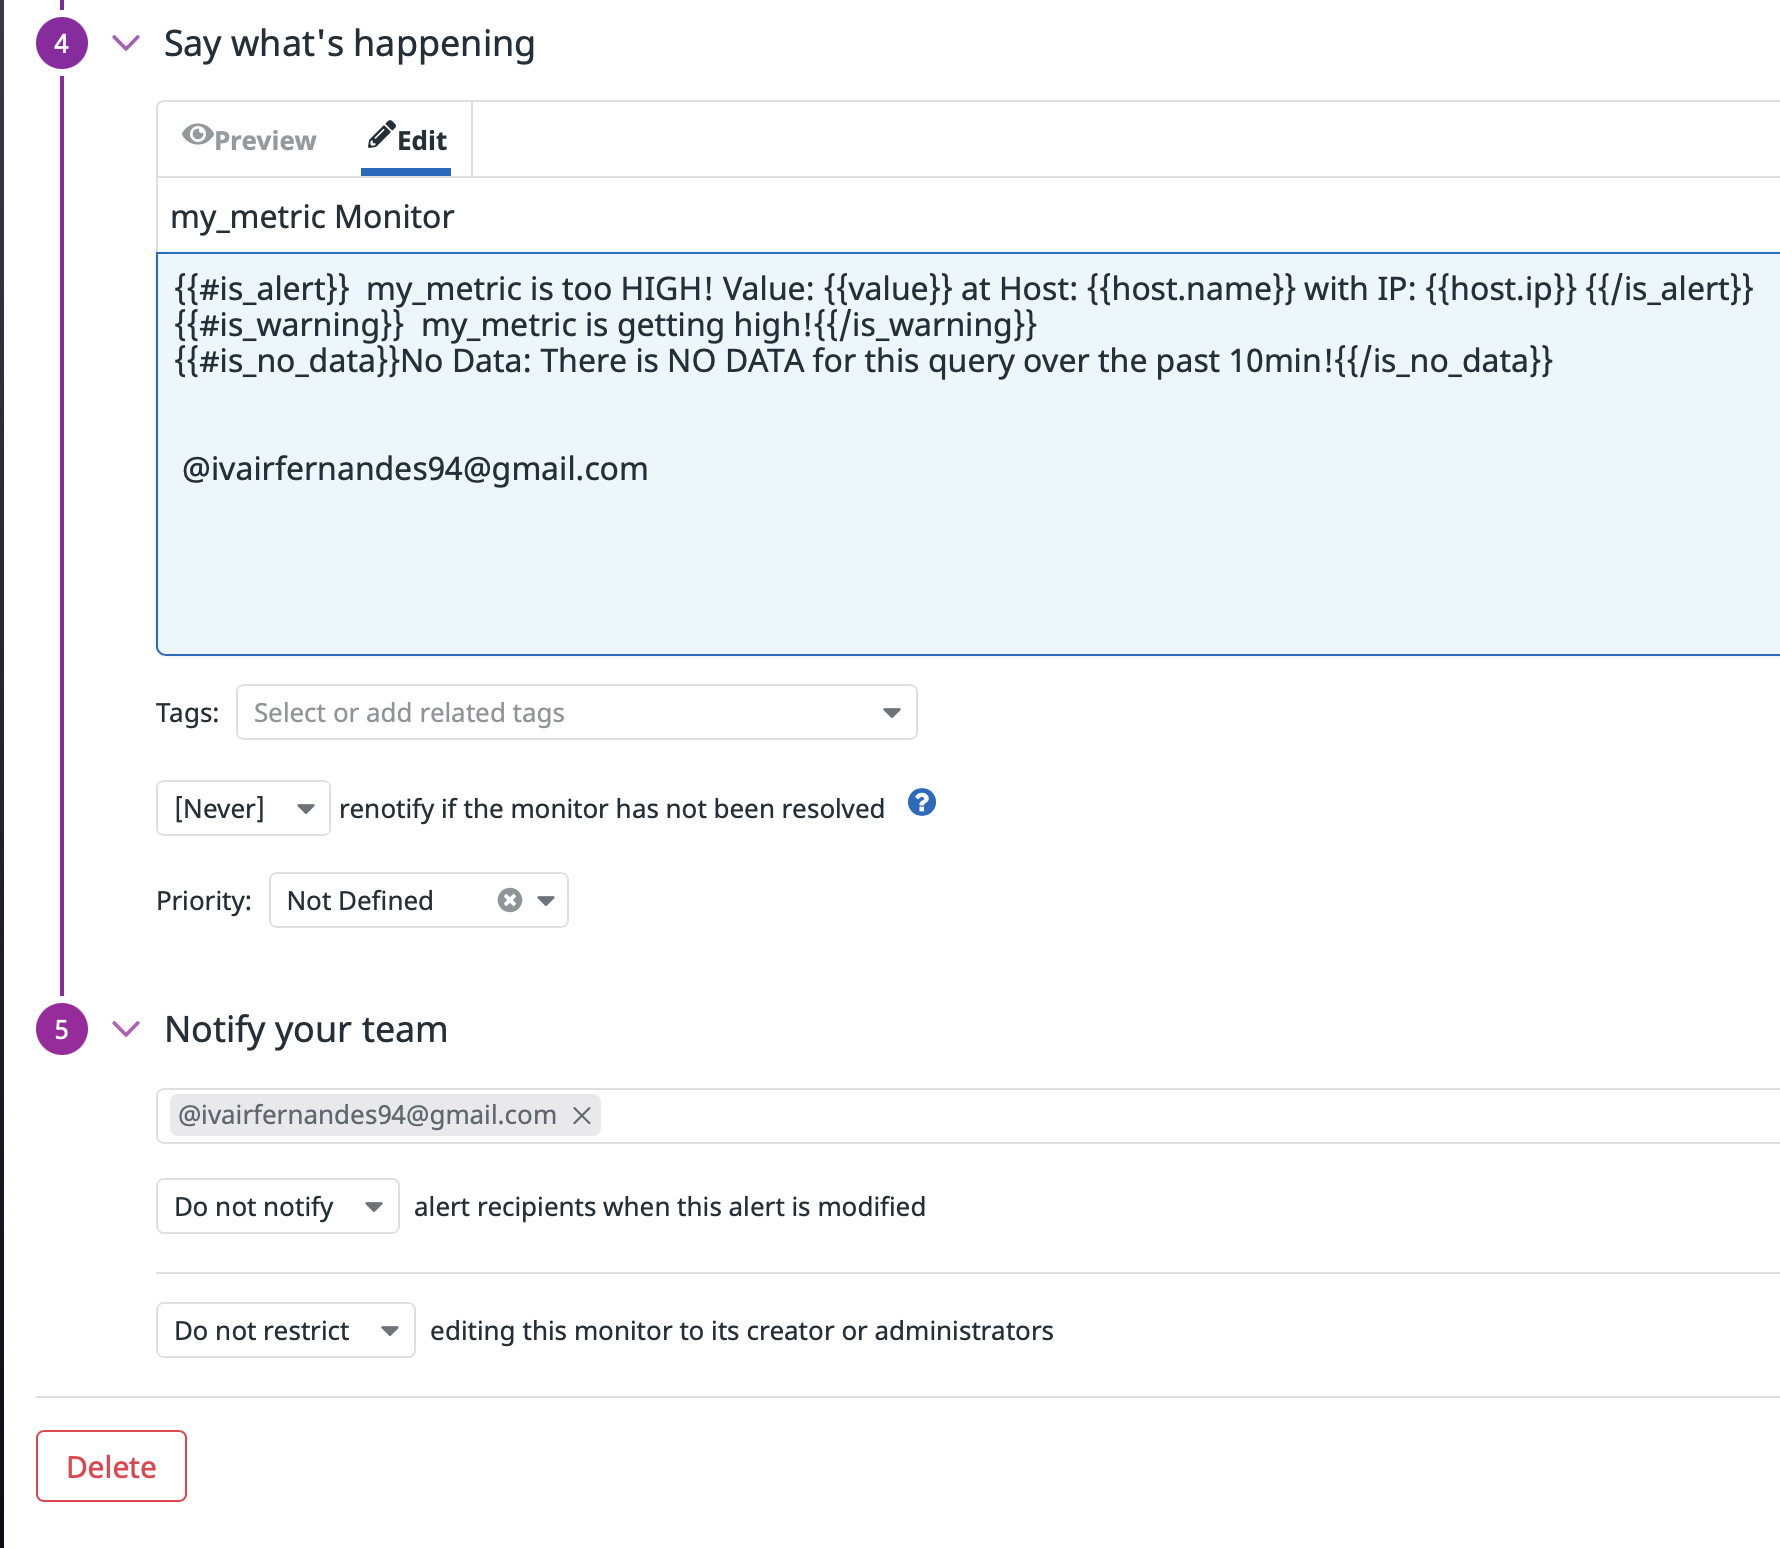 4 Say what's happening
Preview Edit
my_metric Monitor
{{#is_alert}}  my_metric is too HIGH! Value: {{value}} at Host: {{host.name}} with IP: {{host.ip}} {{/is_alert}}
{{#is_warning}}  my_metric is getting high!{{/is_warning}}
{{#is_no_data}}No Data: There is NO DATA for this query over the past 10min!{{/is_no_data}}
@ivairfernandes94@gmail.com
Tags: Select or add related tags
[Never] renotify if the monitor has not been resolved ?
Priority: Not Defined
5 Notify your team
@ivairfernandes94@gmail.com
Do not notify alert recipients when this alert is modified
Do not restrict editing this monitor to its creator or administrators
Delete